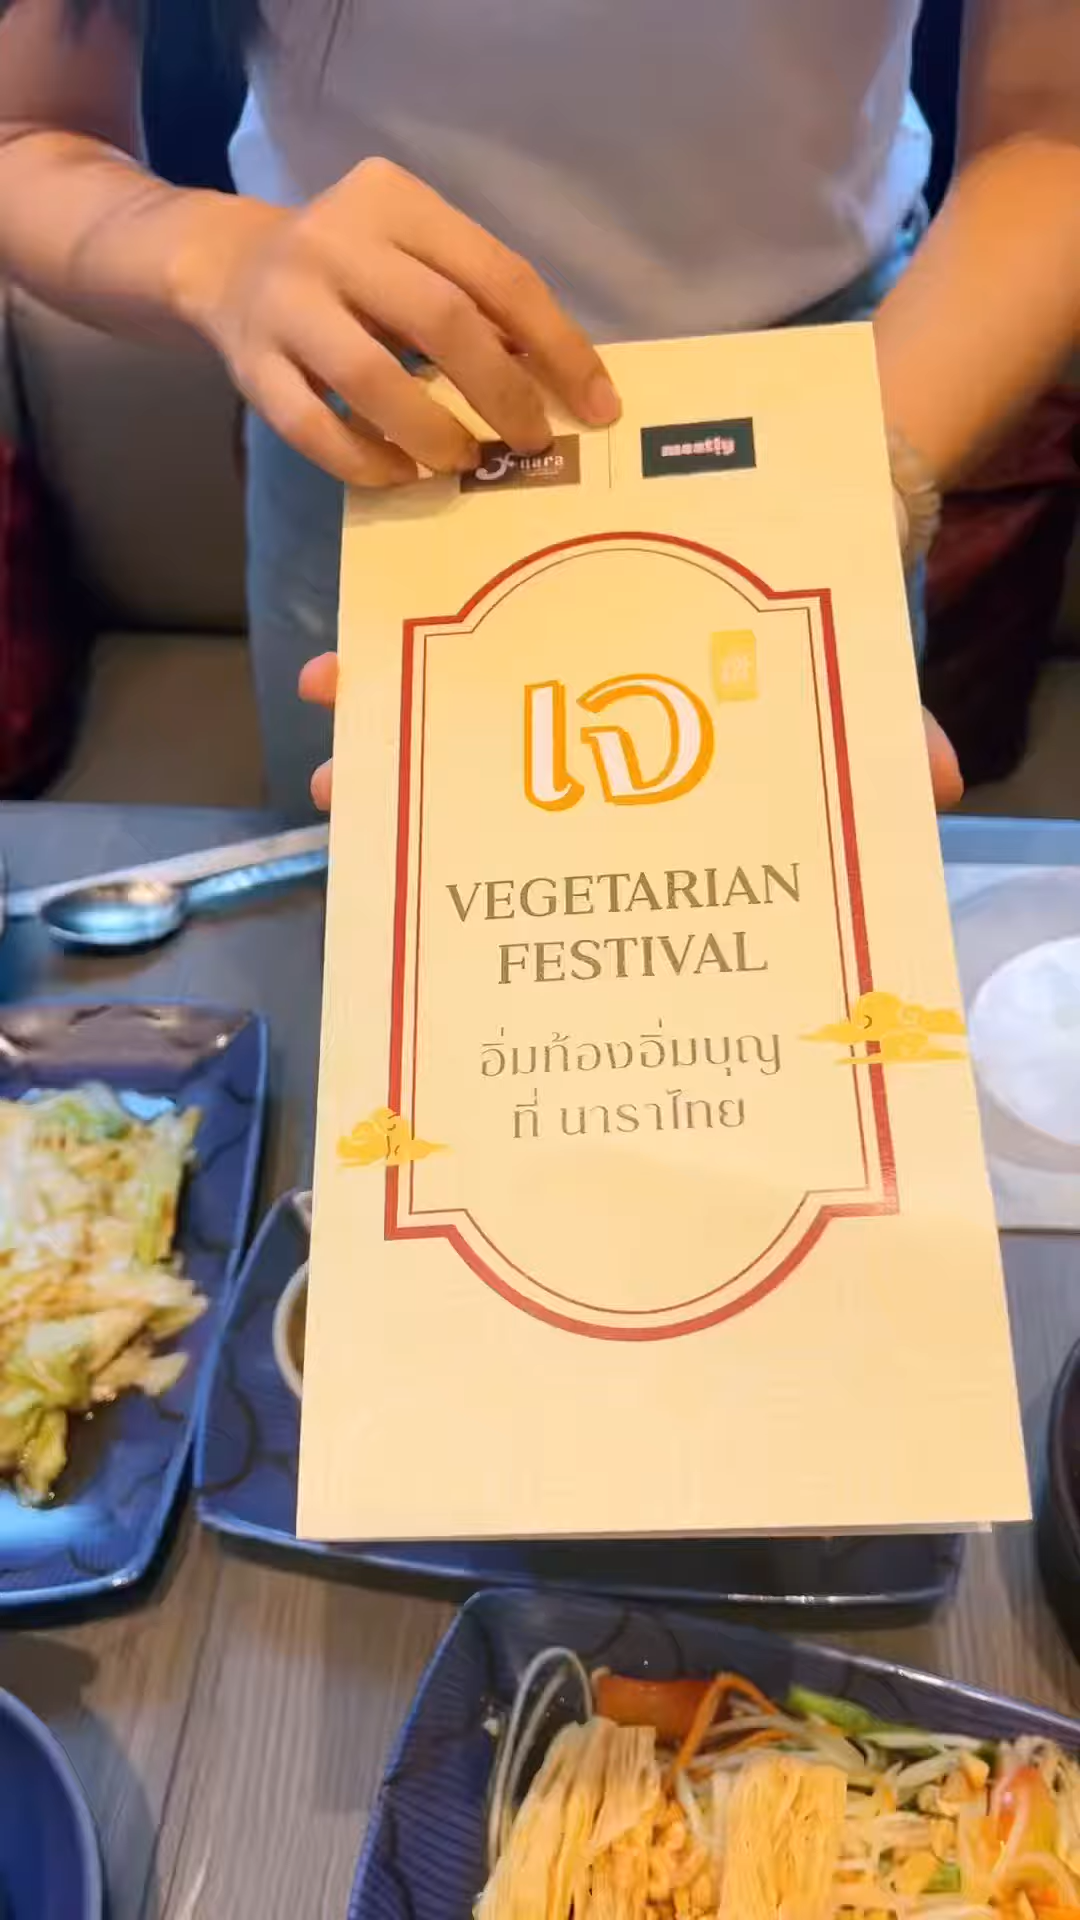 nara
meatly
เจ
VEGETARIAN
FESTIVAL
อิ่มท้องอิ่มบุญ
ที่ นาราไทย